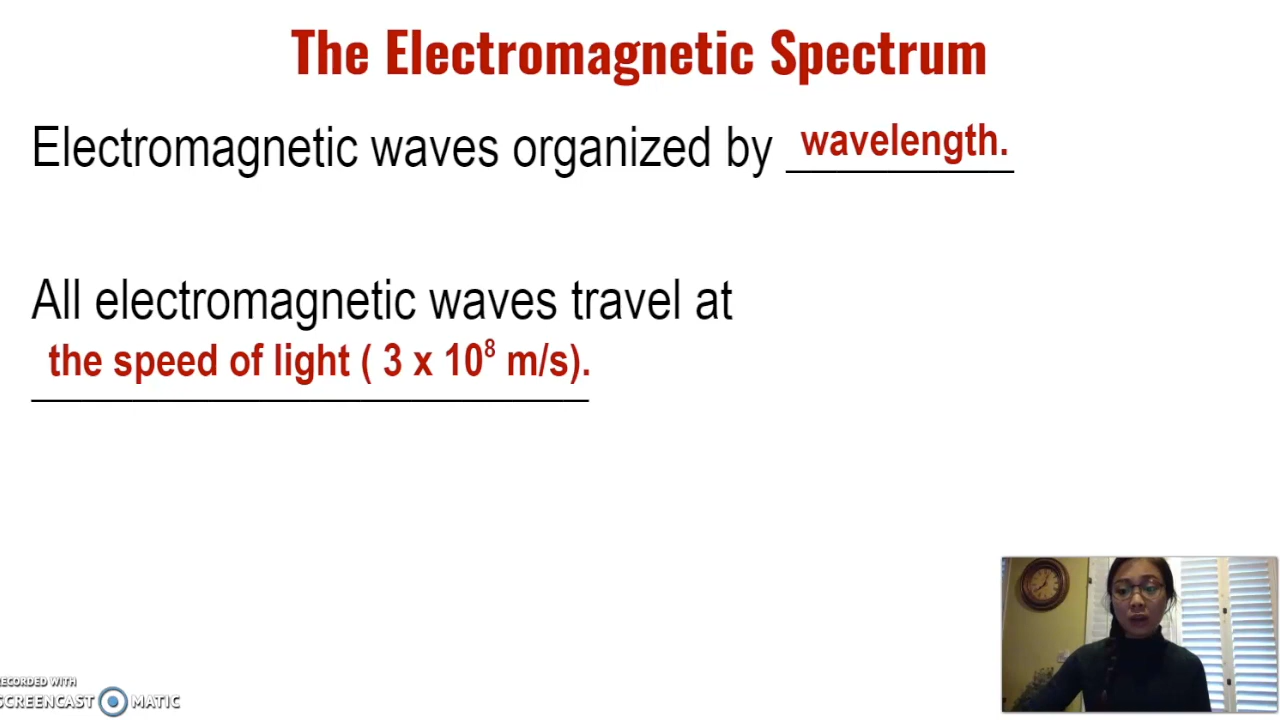 The Electromagnetic Spectrum
Electromagnetic waves organized by wavelength.
All electromagnetic waves travel at
the speed of light ( 3 x 10⁸ m/s).
RECORDED WITH
SCREENCAST MATIC